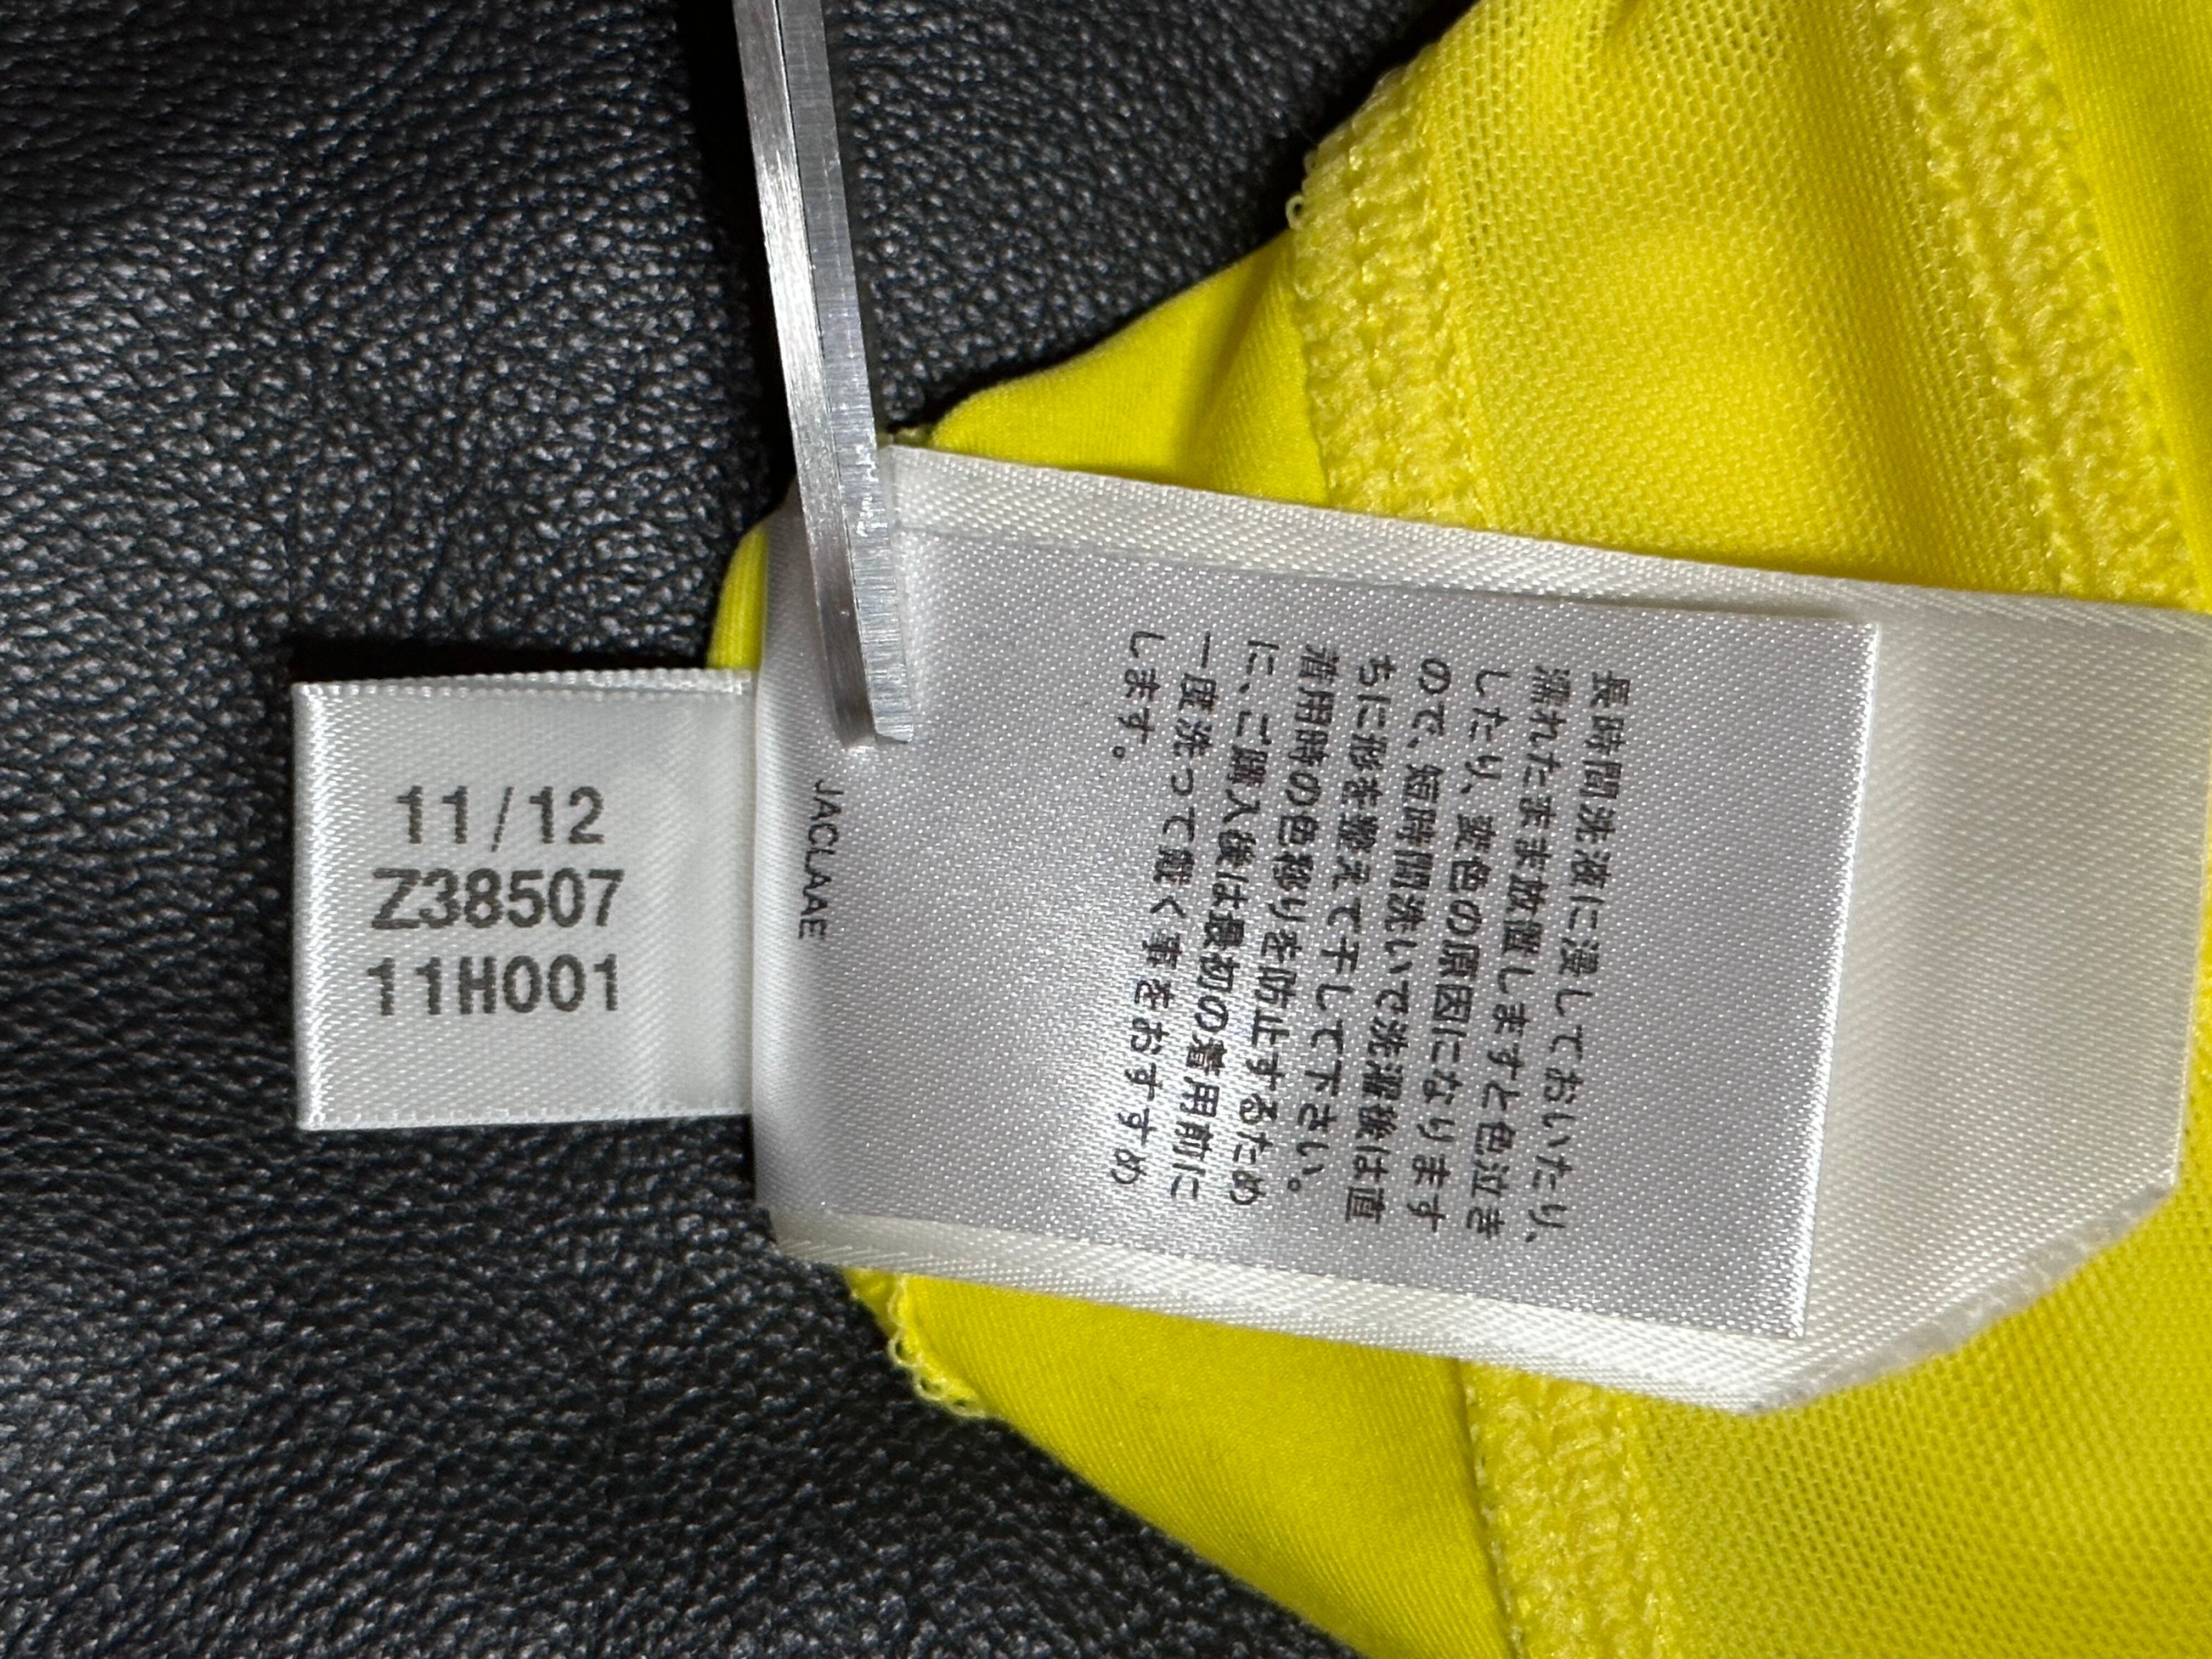 11/12
Z38507
11H001
JACLAAE
長時間洗液に浸しておいたり、
濡れたまま放置しますと色泣き
したり、変色の原因になります
ので、短時間洗いで洗濯後は直
ちに形を整えて干して下さい。
着用時の色移りを防止するため
に、ご購入後は最初の着用前に
一度洗って戴く事をおすすめ
します。